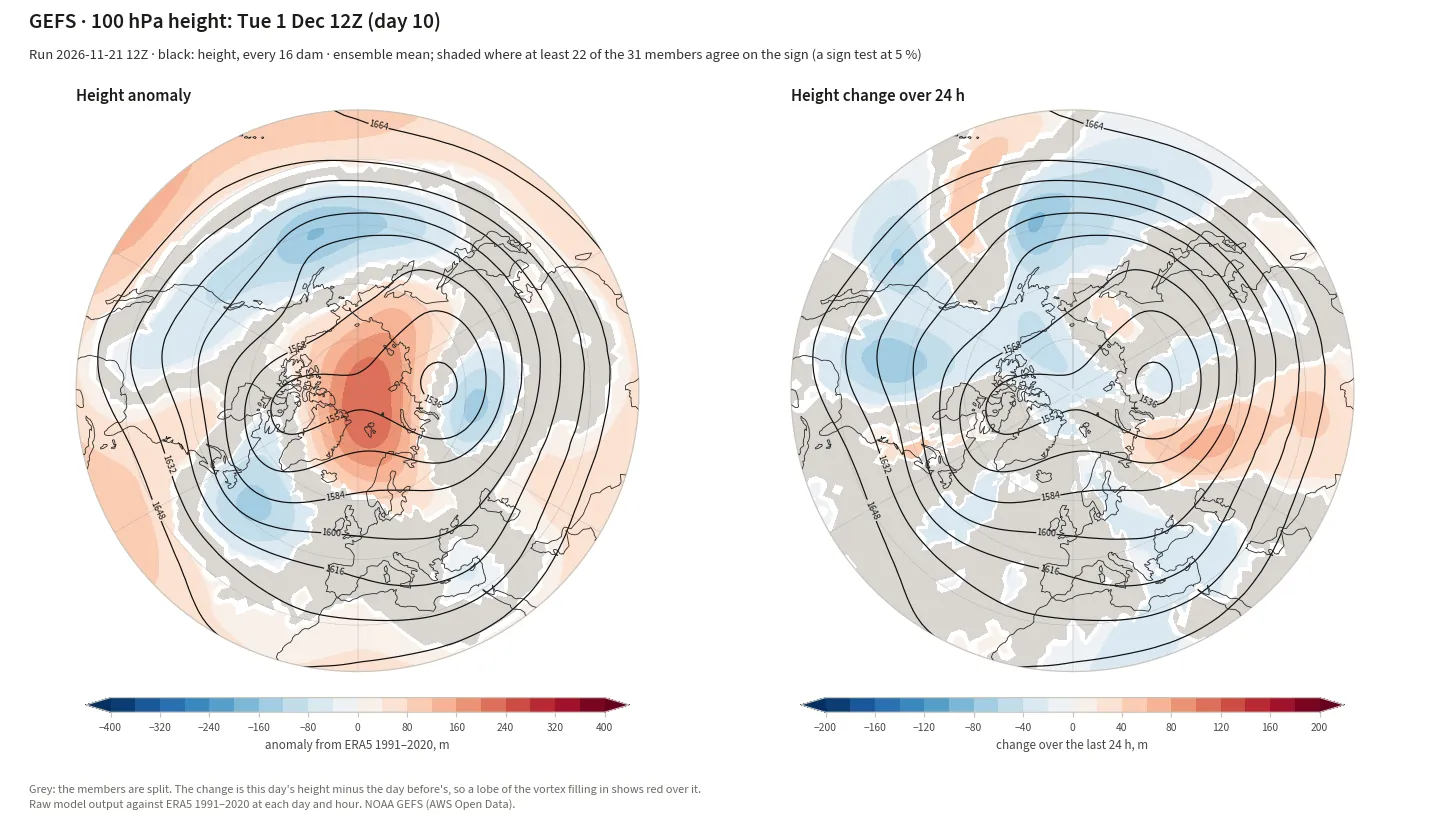 GEFS · 100 hPa height: Tue 1 Dec 12Z (day 10)
Run 2026-11-21 12Z · black: height, every 16 dam · ensemble mean; shaded where at least 22 of the 31 members agree on the sign (a sign test at 5 %)
Height anomaly
Height change over 24 h
1664
1568
1536
1552
1632
1648
1584
1600
1616
1664
1568
1536
1552
1632
1648
1584
1600
1616
−400 −320 −240 −160 −80 0 80 160 240 320 400
anomaly from ERA5 1991–2020, m
−200 −160 −120 −80 −40 0 40 80 120 160 200
change over the last 24 h, m
Grey: the members are split. The change is this day's height minus the day before's, so a lobe of the vortex filling in shows red over it.
Raw model output against ERA5 1991–2020 at each day and hour. NOAA GEFS (AWS Open Data).